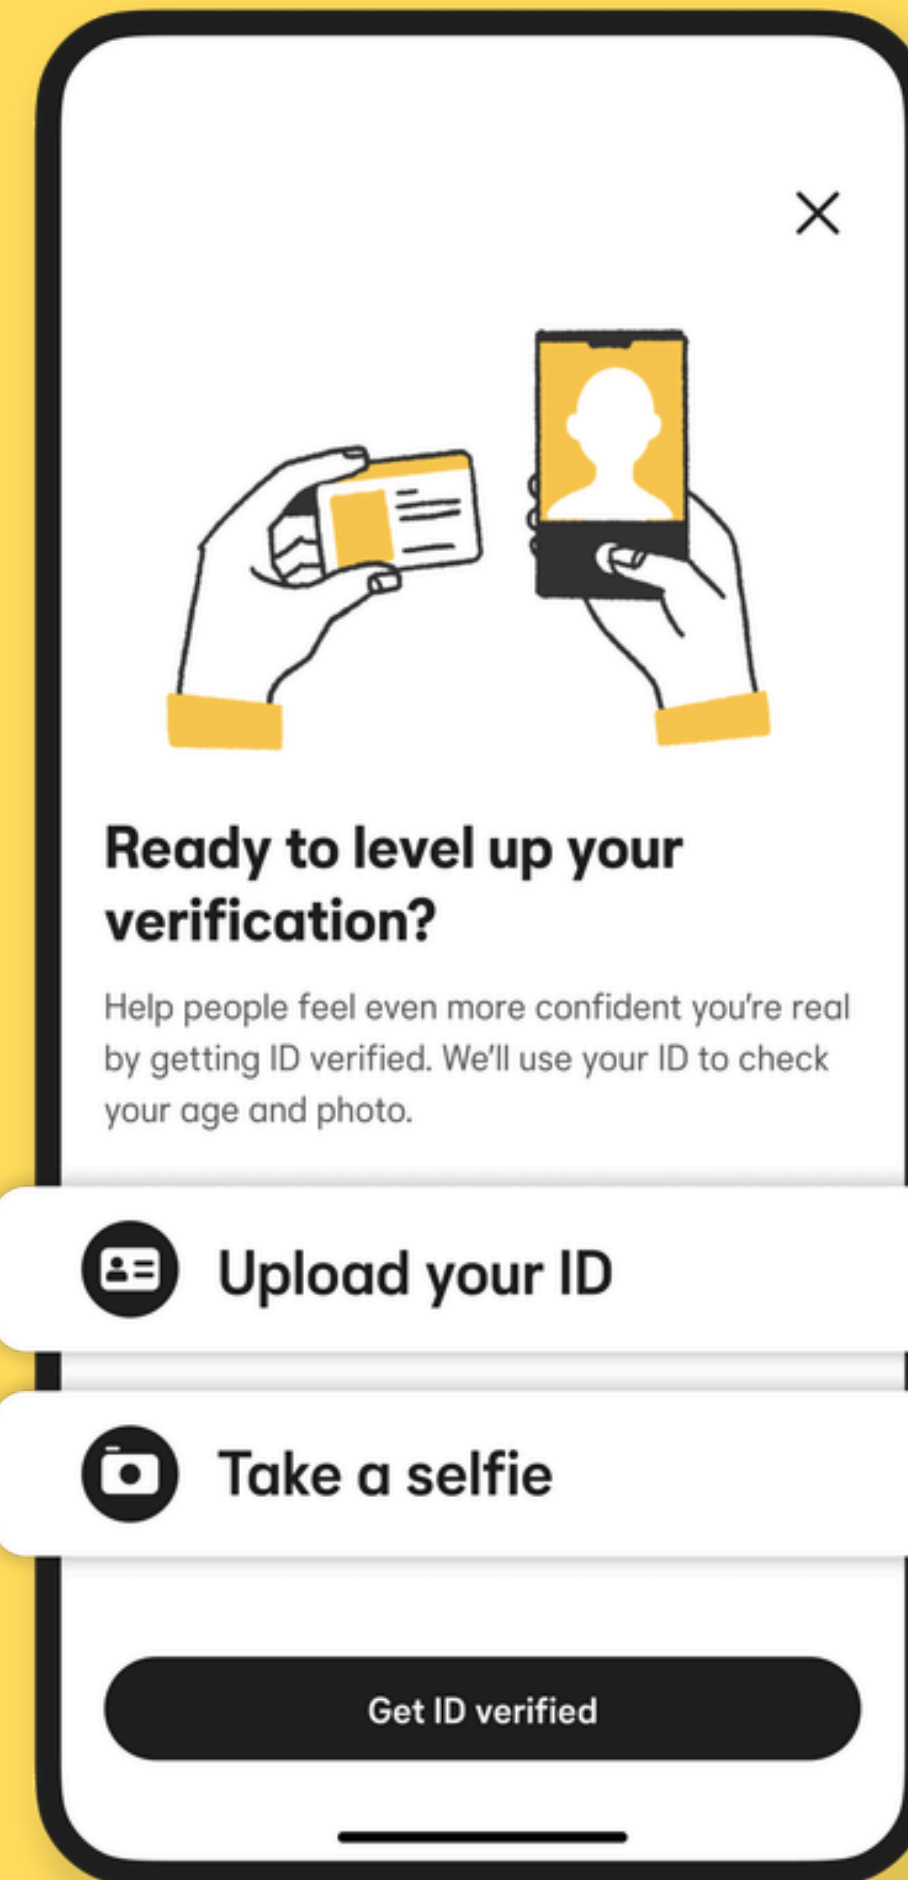 Ready to level up your
verification?
Help people feel even more confident you're real
by getting ID verified. We'll use your ID to check
your age and photo.
Upload your ID
Take a selfie
Get ID verified